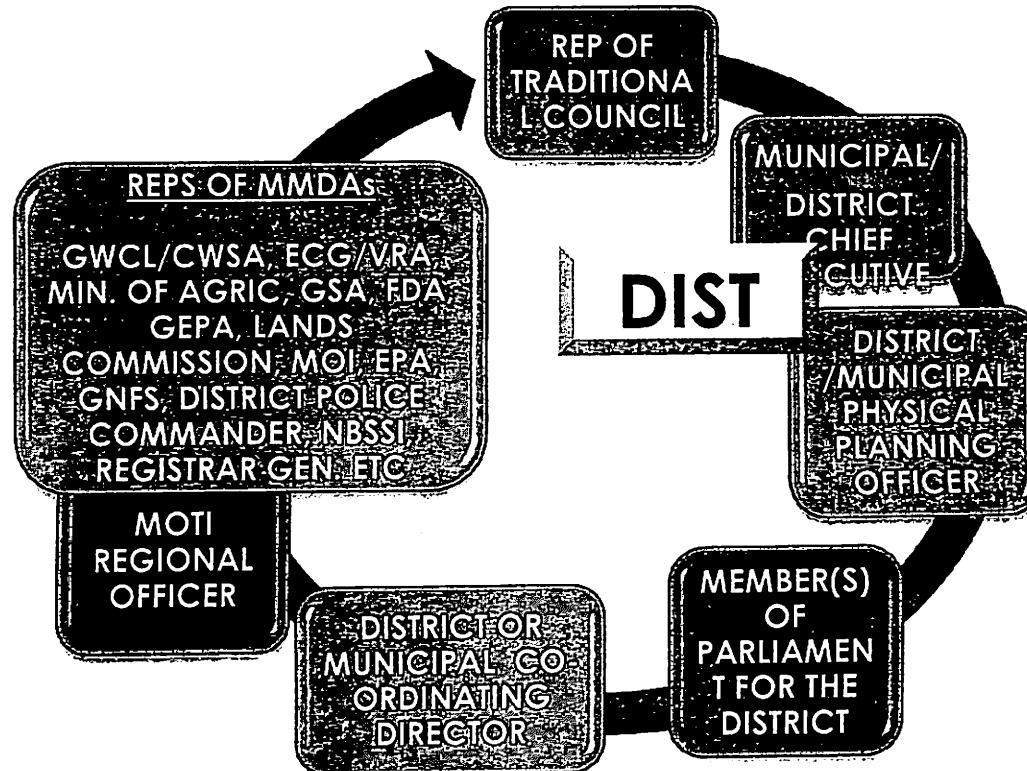 REP OF
TRADITIONA
L COUNCIL
MUNICIPAL/
DISTRICT
CHIEF
CUTIVE
DIST
DISTRICT
/MUNICIPAL
PHYSICAL
PLANNING
OFFICER
MEMBER(S)
OF
PARLIAMEN
T FOR THE
DISTRICT
DISTRICT OR
MUNICIPAL CO
ORDINATING
DIRECTOR
MOTI
REGIONAL
OFFICER
REPS OF MMDAs
GWCL/CWSA, ECG/VRA
MIN. OF AGRIC, GSA, FDA
GEPA, LANDS
COMMISSION, MOI, EPA,
GNFS, DISTRICT POLICE
COMMANDER, NBSSI
REGISTRAR GEN. ETC